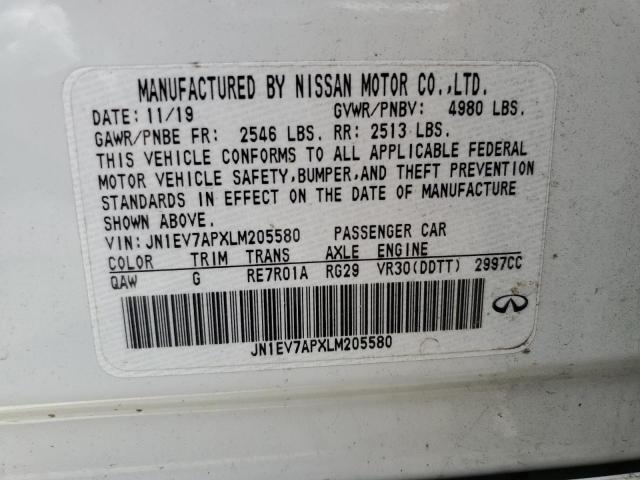 MANUFACTURED BY NISSAN MOTOR CO.,LTD.
DATE: 11/19 GVWR/PNBV: 4980 LBS.
GAWR/PNBE FR: 2546 LBS. RR: 2513 LBS.
THIS VEHICLE CONFORMS TO ALL APPLICABLE FEDERAL
MOTOR VEHICLE SAFETY,BUMPER,AND THEFT PREVENTION
STANDARDS IN EFFECT ON THE DATE OF MANUFACTURE
SHOWN ABOVE.
VIN: JN1EV7APXLM205580 PASSENGER CAR
COLOR TRIM TRANS AXLE ENGINE
QAW G RE7R01A RG29 VR30(DDTT) 2997CC
JN1EV7APXLM205580